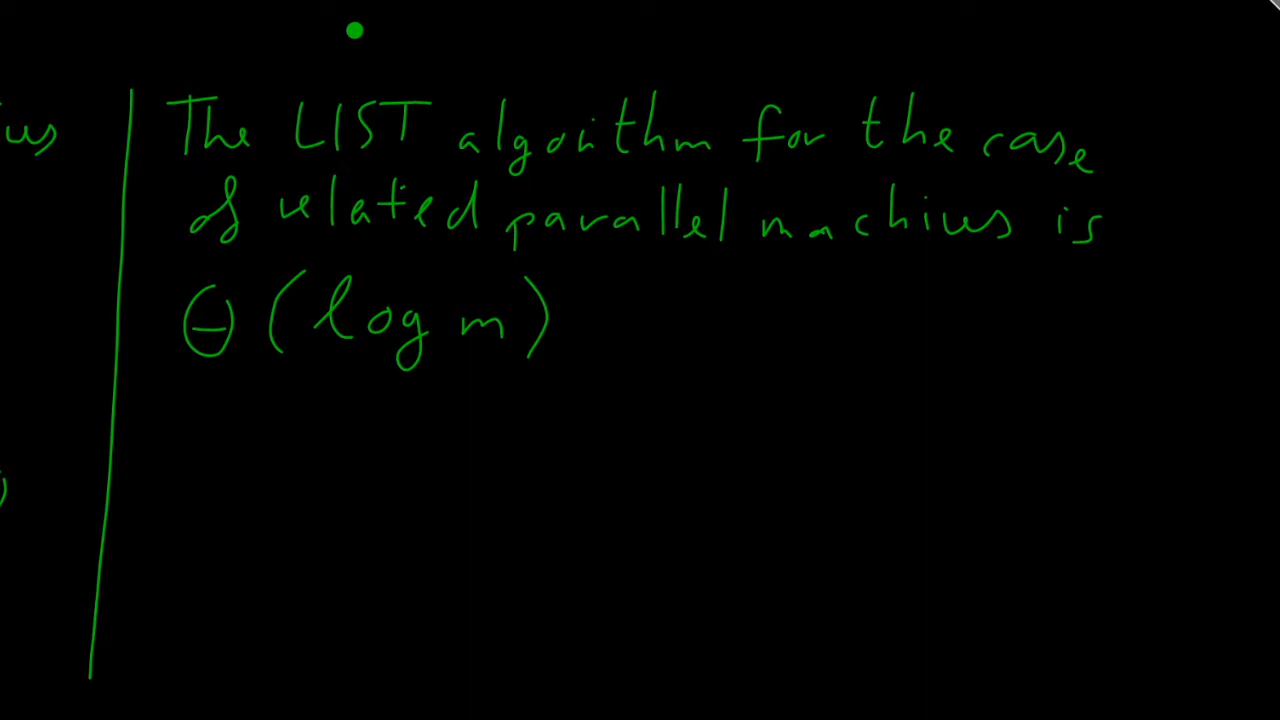 The LIST algorithm for the case
of related parallel machines is
Θ(log m)